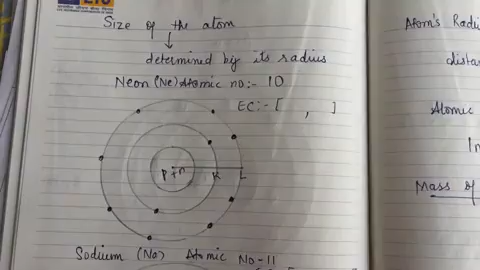 Size of the atom
determined by its radius
Neon (Ne) Atomic no:- 10
EC:- [ , ]
P+n K L
Sodium (Na) Atomic No-11
Atom's Radi
dista
Atomic
In
Mass of